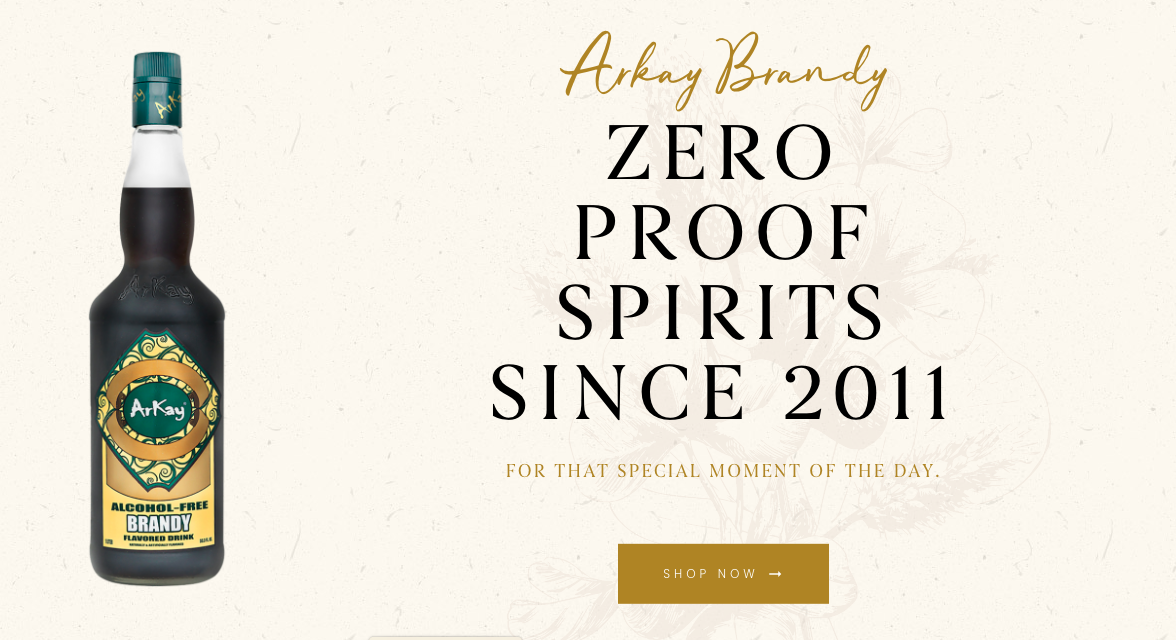 Arkay Brandy
ZERO
PROOF
SPIRITS
SINCE 2011
FOR THAT SPECIAL MOMENT OF THE DAY.
SHOP NOW →
ArKay
ArKay
ALCOHOL-FREE
BRANDY
FLAVORED DRINK